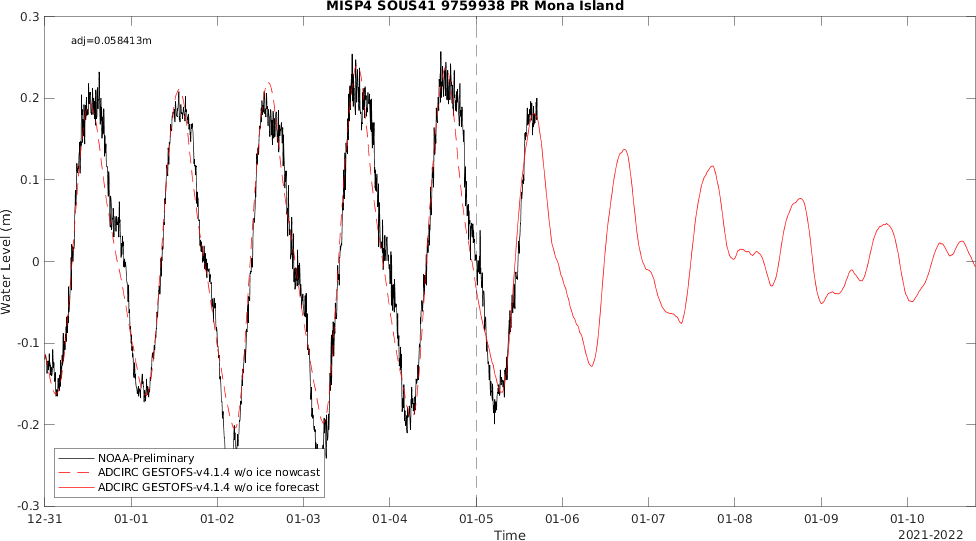 MISP4 SOUS41 9759938 PR Mona Island
adj=0.058413m
Water Level (m)
0.3
0.2
0.1
0
-0.1
-0.2
-0.3
NOAA-Preliminary
ADCIRC GESTOFS-v4.1.4 w/o ice nowcast
ADCIRC GESTOFS-v4.1.4 w/o ice forecast
12-31 01-01 01-02 01-03 01-04 01-05 01-06 01-07 01-08 01-09 01-10
Time
2021-2022